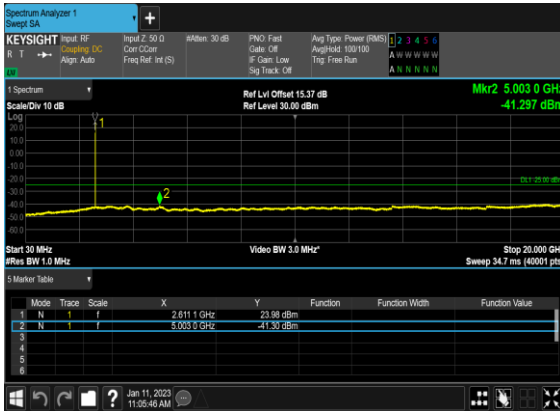 Spectrum Analyzer 1
Swept SA
+
KEYSIGHT Input: RF Input Z: 50 Ω #Atten: 30 dB PNO: Fast Avg Type: Power (RMS) 1 2 3 4 5 6
R T Coupling: DC Corr CCorr Gate: Off Avg|Hold: 100/100 A W W W W W
Align: Auto Freq Ref: Int (S) IF Gain: Low Trig: Free Run
Sig Track: Off A N N N N N
1 Spectrum Ref Lvl Offset 15.37 dB Mkr2 5.003 0 GHz
Scale/Div 10 dB Ref Level 30.00 dBm -41.297 dBm
Log
20.0
10.0
0.00
-10.0
-20.0
-30.0
-40.0
-50.0
-60.0
1
2
DL1 -25.00 dBm
Start 30 MHz Video BW 3.0 MHz* Stop 20.000 GHz
#Res BW 1.0 MHz Sweep 34.7 ms (40001 pts)
5 Marker Table
Mode Trace Scale X Y Function Function Width Function Value
1 N 1 f 2.611 1 GHz 23.98 dBm
2 N 1 f 5.003 0 GHz -41.30 dBm
3
4
5
6
? Jan 11, 2023
11:05:46 AM